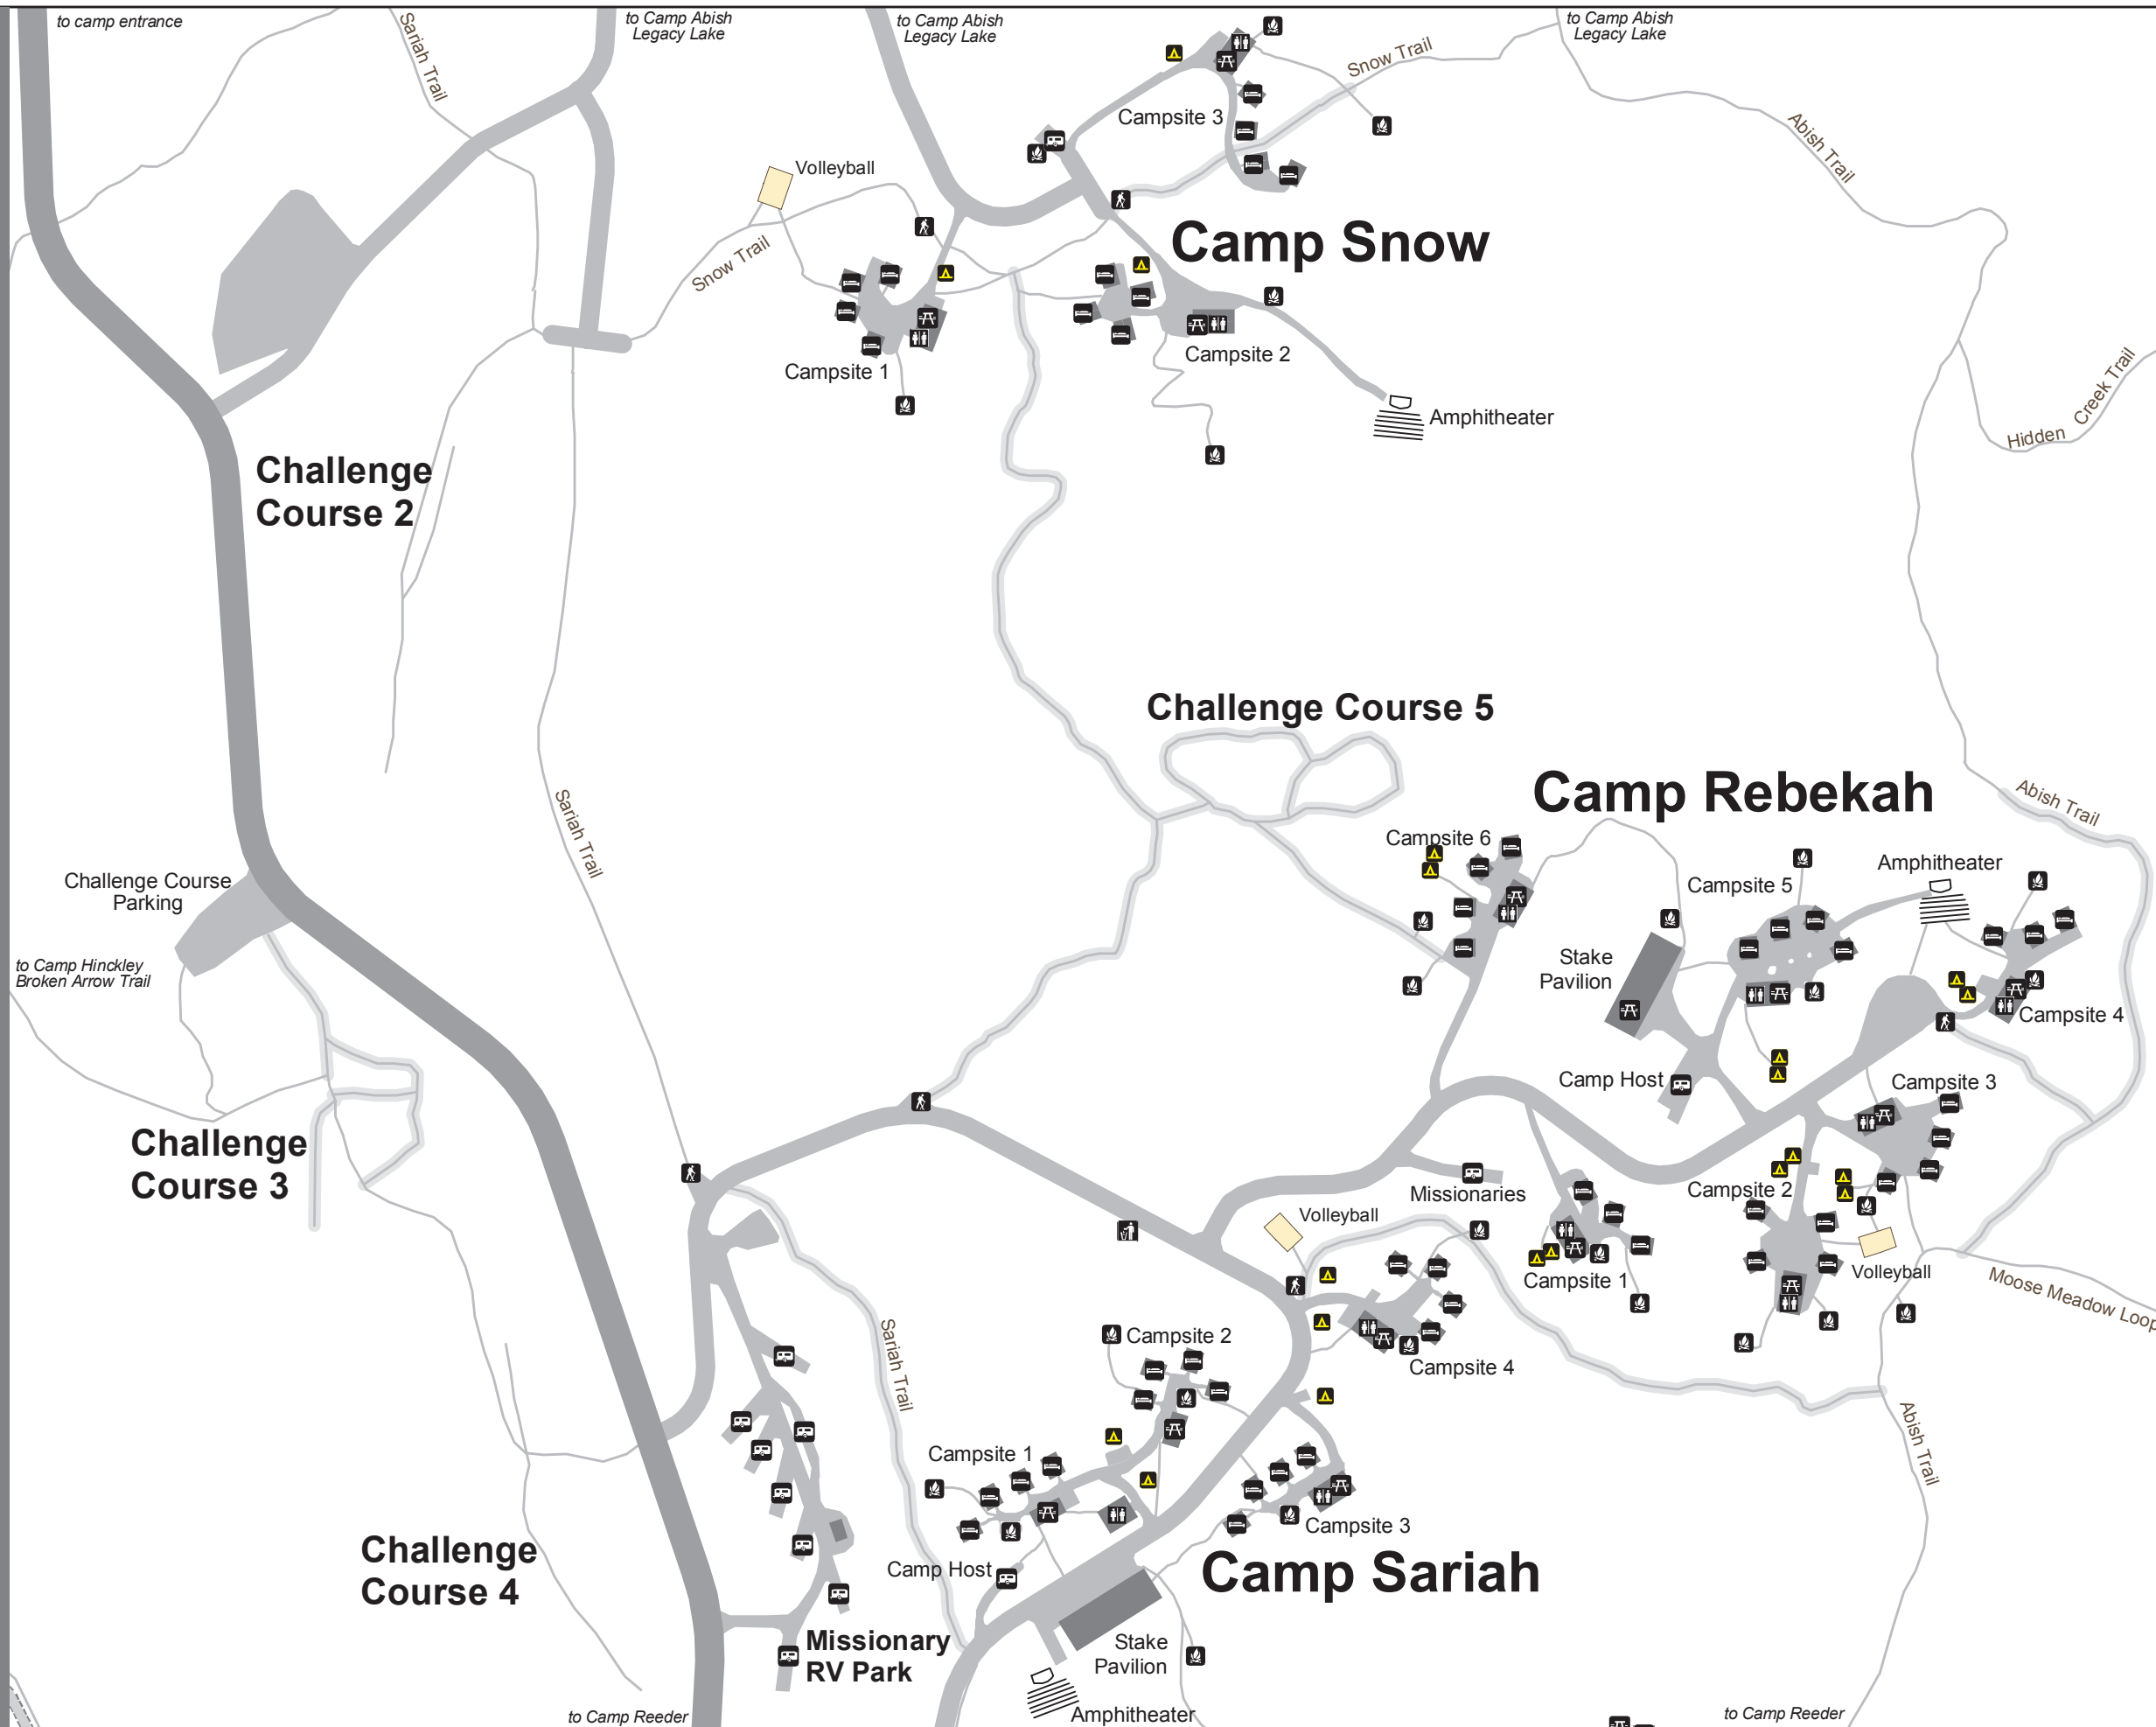 to camp entrance
Sariah Trail
to Camp Abish
Legacy Lake
to Camp Abish
Legacy Lake
to Camp Abish
Legacy Lake
Snow Trail
Campsite 3
Abish Trail
Volleyball
Camp Snow
Snow Trail
Campsite 1
Campsite 2
Amphitheater
Hidden
Creek Trail
Challenge
Course 2
Challenge Course 5
Camp Rebekah
Abish Trail
Sariah Trail
Campsite 6
Campsite 5
Amphitheater
Challenge Course
Parking
Stake
Pavilion
to Camp Hinckley
Broken Arrow Trail
Campsite 4
Camp Host
Campsite 3
Challenge
Course 3
Missionaries
Campsite 2
Volleyball
Campsite 1
Volleyball
Moose Meadow Loop
Sariah Trail
Campsite 2
Campsite 4
Abish Trail
Campsite 1
Campsite 3
Challenge
Course 4
Camp Host
Camp Sariah
Missionary
RV Park
Stake
Pavilion
to Camp Reeder
Amphitheater
to Camp Reeder